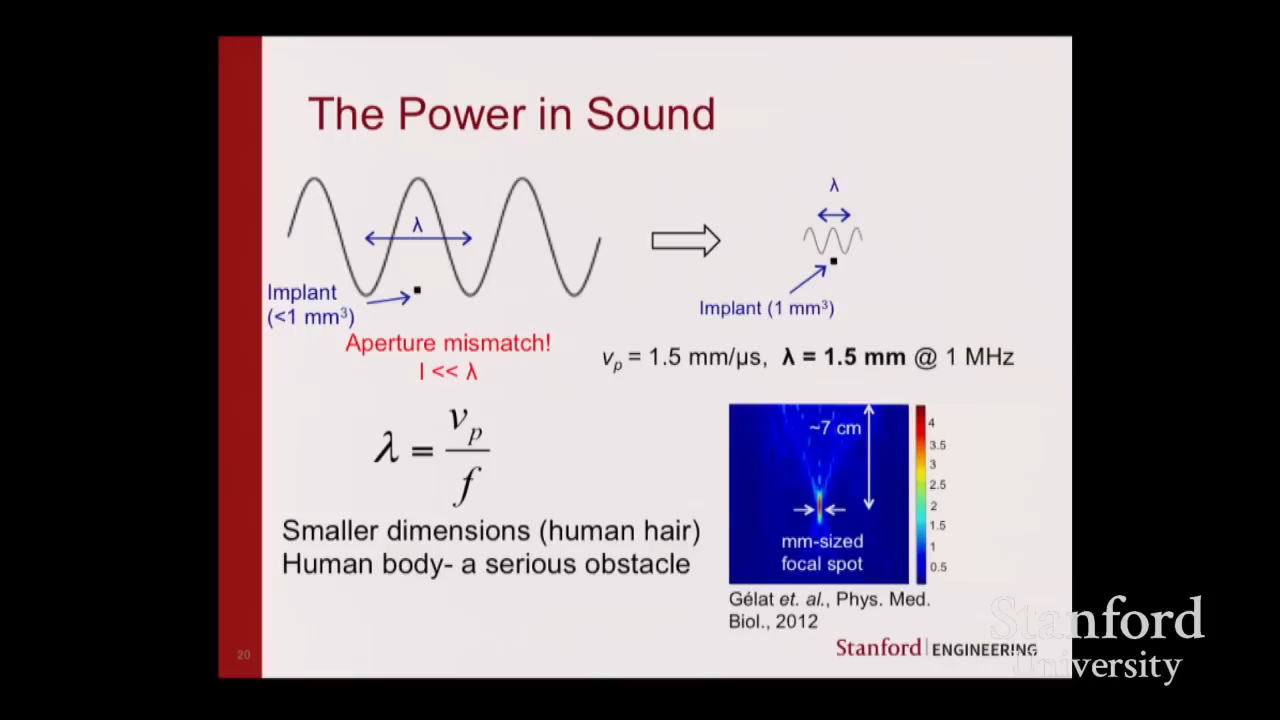 The Power in Sound
λ
λ
Implant
(<1 mm³)
Implant (1 mm³)
Aperture mismatch!
l << λ
vp = 1.5 mm/µs, λ = 1.5 mm @ 1 MHz
λ = vp / f
~7 cm
mm-sized
focal spot
4
3.5
3
2.5
2
1.5
1
0.5
Smaller dimensions (human hair)
Human body- a serious obstacle
Gélat et. al., Phys. Med.
Biol., 2012
20
Stanford ENGINEERING
Stanford
University